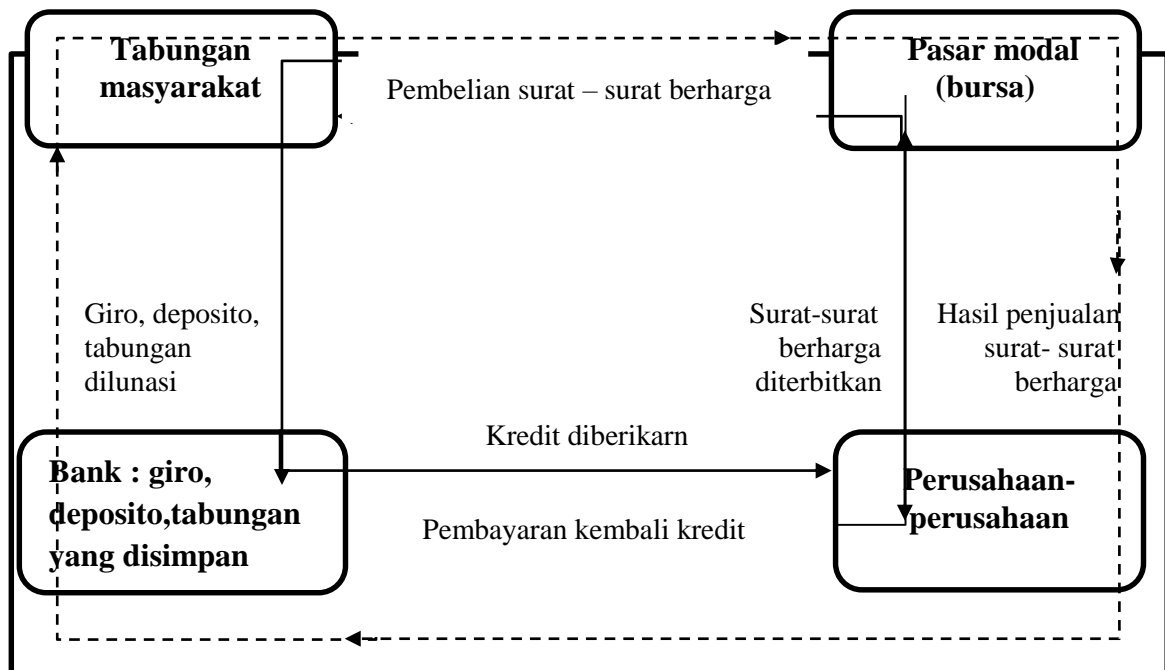 Tabungan
masyarakat
Pembelian surat – surat berharga
Pasar modal
(bursa)
Giro, deposito,
tabungan
dilunasi
Surat-surat
berharga
diterbitkan
Hasil penjualan
surat- surat
berharga
Bank : giro,
deposito,tabungan
yang disimpan
Kredit diberikarn
Pembayaran kembali kredit
Perusahaan-
perusahaan